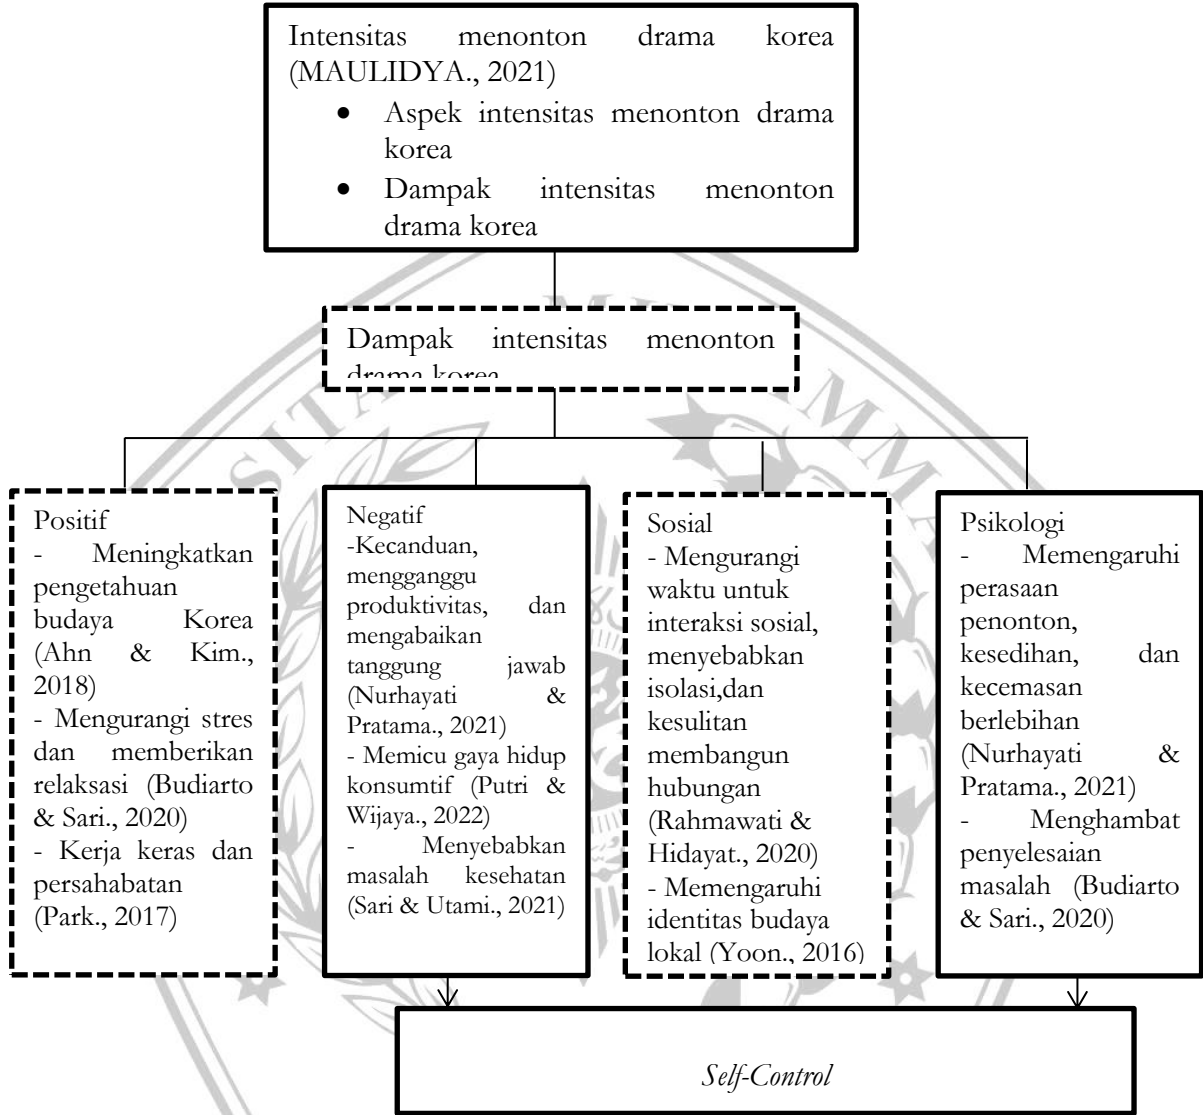 Intensitas menonton drama korea
(MAULIDYA., 2021)
• Aspek intensitas menonton drama
korea
• Dampak intensitas menonton
drama korea
Dampak intensitas menonton
drama korea
Positif
- Meningkatkan
pengetahuan
budaya Korea
(Ahn & Kim.,
2018)
- Mengurangi stres
dan memberikan
relaksasi (Budiarto
& Sari., 2020)
- Kerja keras dan
persahabatan
(Park., 2017)
Negatif
-Kecanduan,
mengganggu
produktivitas, dan
mengabaikan
tanggung jawab
(Nurhayati &
Pratama., 2021)
- Memicu gaya hidup
konsumtif (Putri &
Wijaya., 2022)
- Menyebabkan
masalah kesehatan
(Sari & Utami., 2021)
Sosial
- Mengurangi
waktu untuk
interaksi sosial,
menyebabkan
isolasi,dan
kesulitan
membangun
hubungan
(Rahmawati &
Hidayat., 2020)
- Memengaruhi
identitas budaya
lokal (Yoon., 2016)
Psikologi
- Memengaruhi
perasaan
penonton,
kesedihan, dan
kecemasan
berlebihan
(Nurhayati &
Pratama., 2021)
- Menghambat
penyelesaian
masalah (Budiarto
& Sari., 2020)
Self-Control